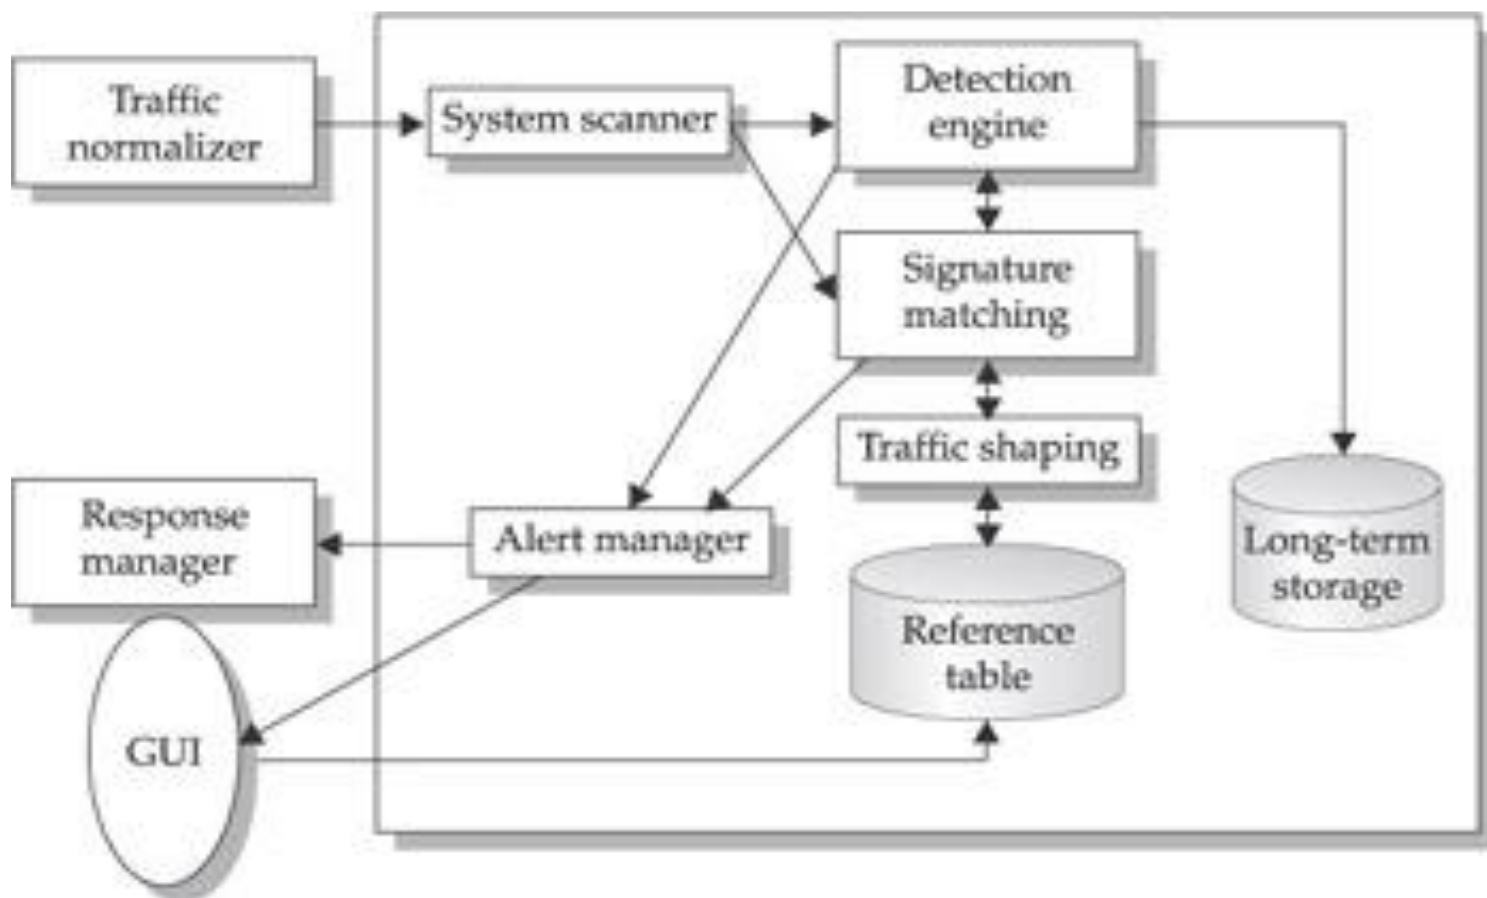 Traffic
normalizer
System scanner
Detection
engine
Signature
matching
Traffic shaping
Response
manager
Alert manager
Long-term
storage
Reference
table
GUI